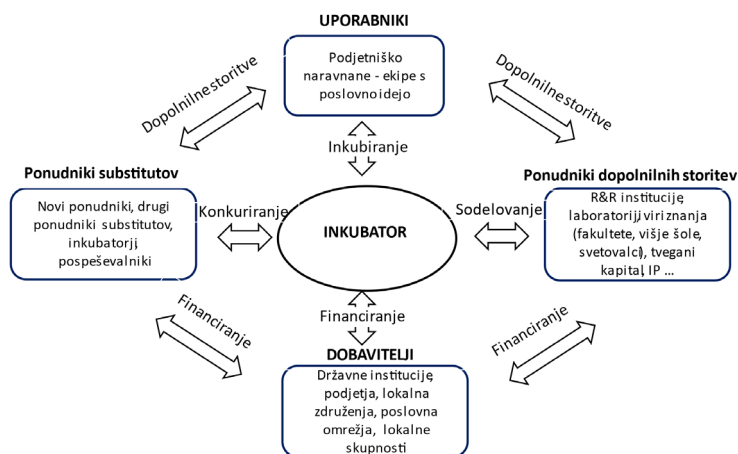 UPORABNIKI
Podjetniško
naravnane - ekipe s
poslovno idejo
Dopolnilne storitve
Dopolnilne storitve
Inkubiranje
Ponudniki substitutov
Novi ponudniki, drugi
ponudniki substitutov,
inkubatorji,
pospeševalniki
Konkuriranje
INKUBATOR
Sodelovanje
Ponudniki dopolnilnih storitev
R&R institucije,
laboratoriji, viri znanja
(fakultete, višje šole,
svetovalci), tvegani
kapital, IP ...
Financiranje
Financiranje
Financiranje
DOBAVITELJI
Državne institucije,
podjetja, lokalna
združenja, poslovna
omrežja, lokalne
skupnosti